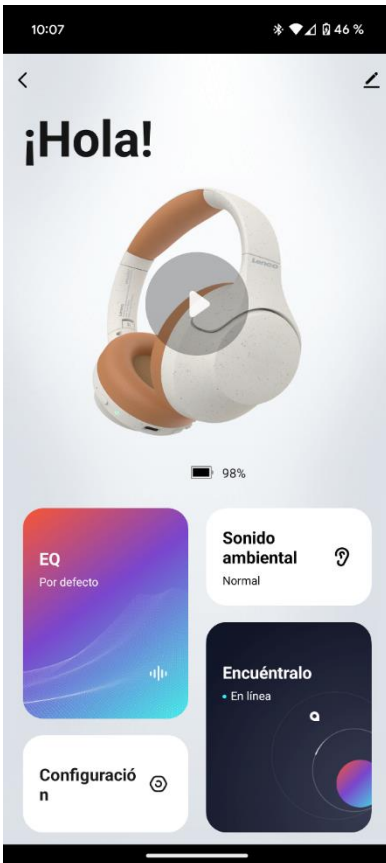 10:07
46 %
¡Hola!
98%
EQ
Por defecto
Sonido
ambiental
Normal
Encuéntralo
En línea
Configuració
n